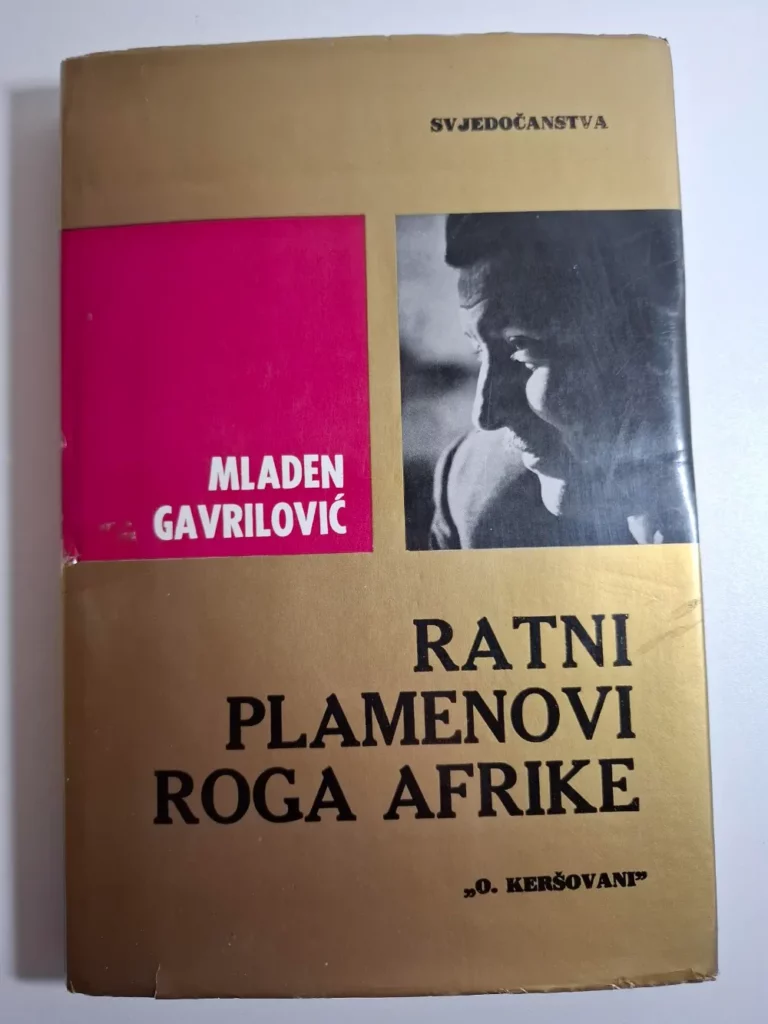 SVJEDOČANSTVA
MLADEN
GAVRILOVIĆ
RATNI
PLAMENOVI
ROGA AFRIKE
„O. KERŠOVANI”